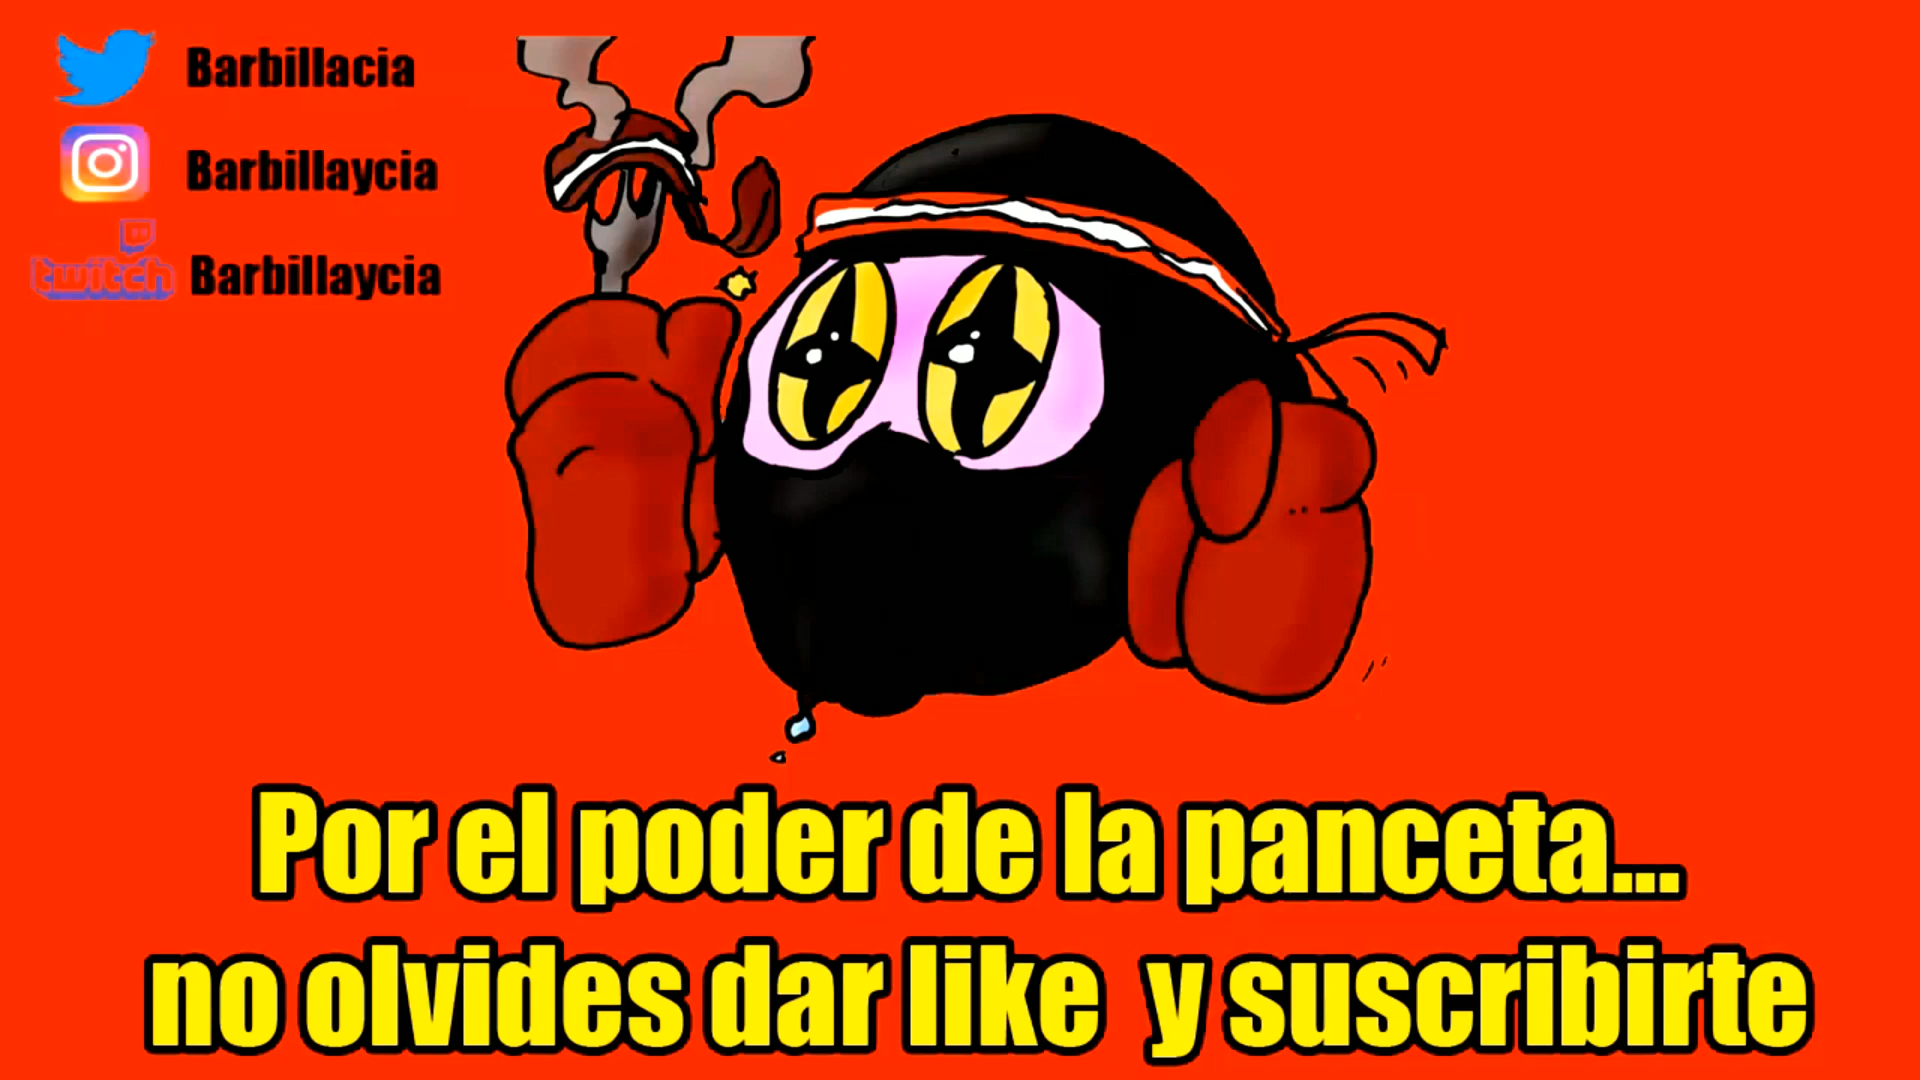 Barbillacia
Barbillaycia
twitch Barbillaycia
Por el poder de la panceta...
no olvides dar like y suscribirte